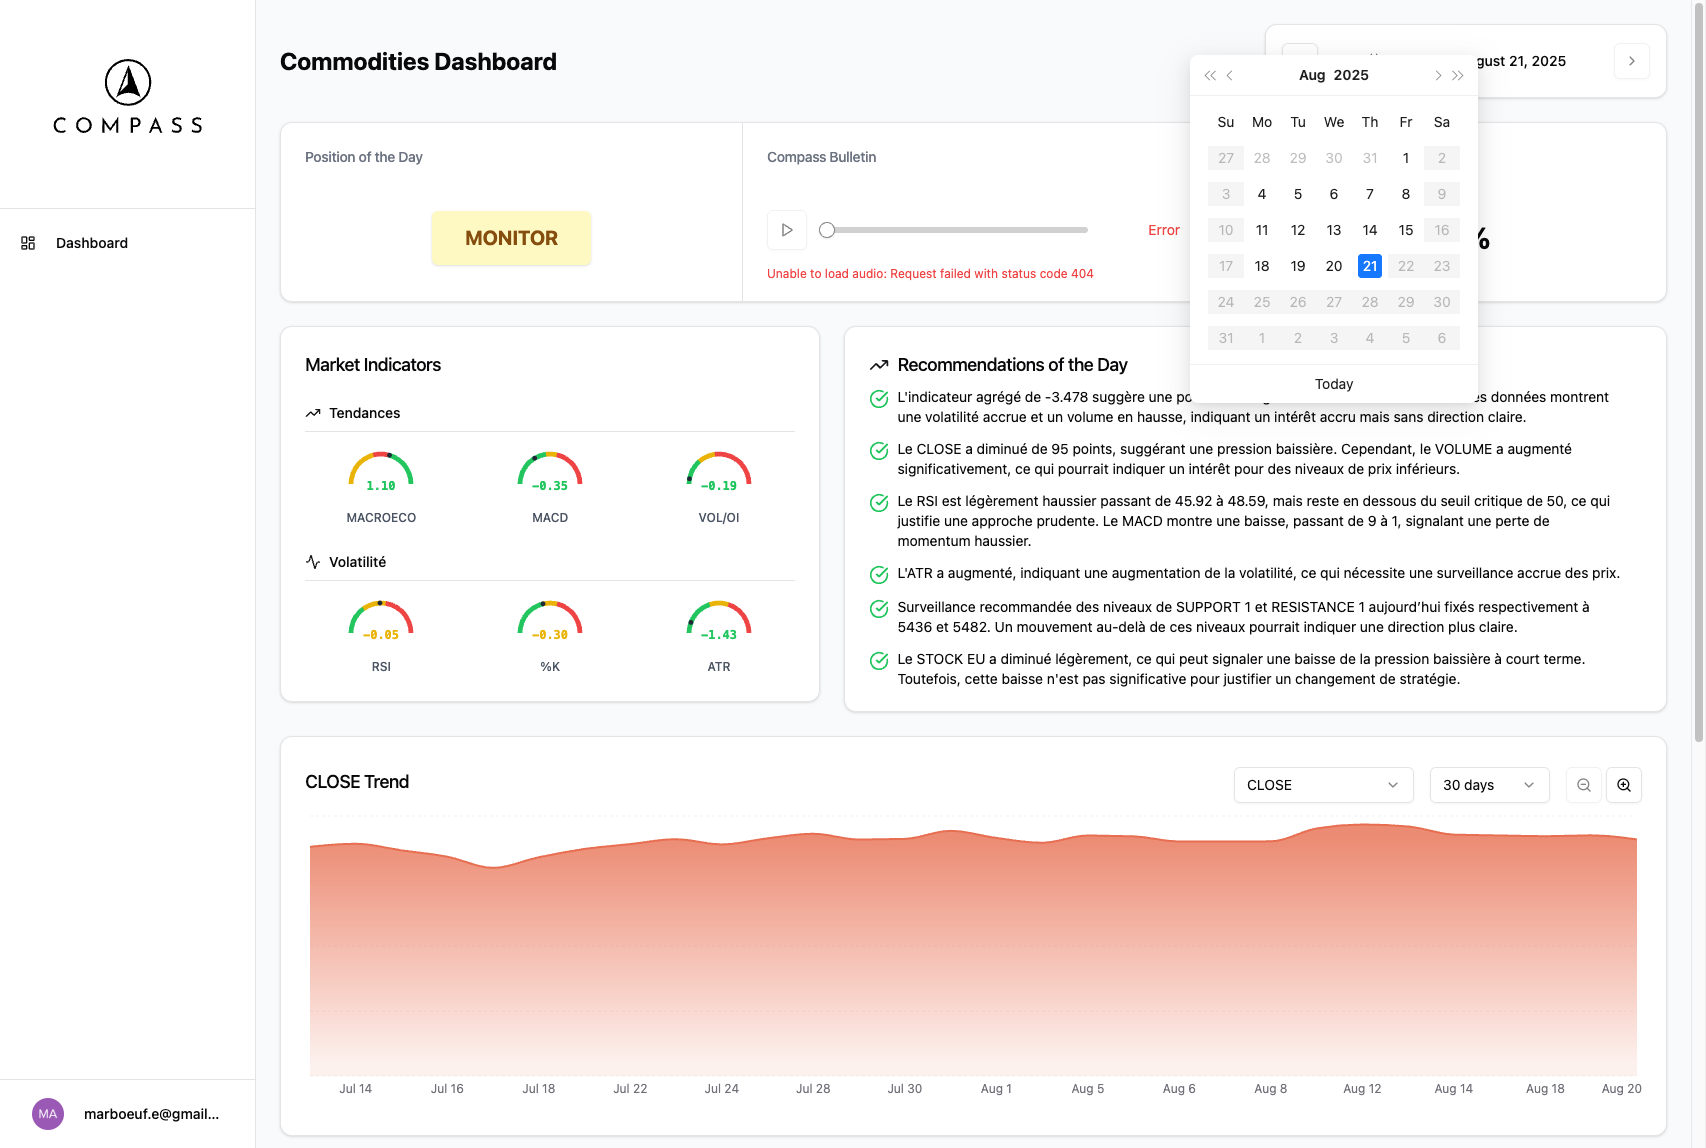 COMPASS
Dashboard
MA
marboeuf.e@gmail...
Commodities Dashboard
gust 21, 2025
Aug 2025
Su Mo Tu We Th Fr Sa
27 28 29 30 31 1 2
3 4 5 6 7 8 9
10 11 12 13 14 15 16
17 18 19 20 21 22 23
24 25 26 27 28 29 30
31 1 2 3 4 5 6
Today
Position of the Day
MONITOR
Compass Bulletin
Error
Unable to load audio: Request failed with status code 404
%
Market Indicators
Tendances
1.10
-0.35
-0.19
MACROECO
MACD
VOL/OI
Volatilité
-0.05
-0.30
-1.43
RSI
%K
ATR
Recommendations of the Day
L'indicateur agrégé de -3.478 suggère une données montrent
une volatilité accrue et un volume en hausse, indiquant un intérêt accru mais sans direction claire.
Le CLOSE a diminué de 95 points, suggérant une pression baissière. Cependant, le VOLUME a augmenté
significativement, ce qui pourrait indiquer un intérêt pour des niveaux de prix inférieurs.
Le RSI est légèrement haussier passant de 45.92 à 48.59, mais reste en dessous du seuil critique de 50, ce qui
justifie une approche prudente. Le MACD montre une baisse, passant de 9 à 1, signalant une perte de
momentum haussier.
L'ATR a augmenté, indiquant une augmentation de la volatilité, ce qui nécessite une surveillance accrue des prix.
Surveillance recommandée des niveaux de SUPPORT 1 et RESISTANCE 1 aujourd’hui fixés respectivement à
5436 et 5482. Un mouvement au-delà de ces niveaux pourrait indiquer une direction plus claire.
Le STOCK EU a diminué légèrement, ce qui peut signaler une baisse de la pression baissière à court terme.
Toutefois, cette baisse n'est pas significative pour justifier un changement de stratégie.
CLOSE Trend
CLOSE
30 days
Jul 14 Jul 16 Jul 18 Jul 22 Jul 24 Jul 28 Jul 30 Aug 1 Aug 5 Aug 6 Aug 8 Aug 12 Aug 14 Aug 18 Aug 20